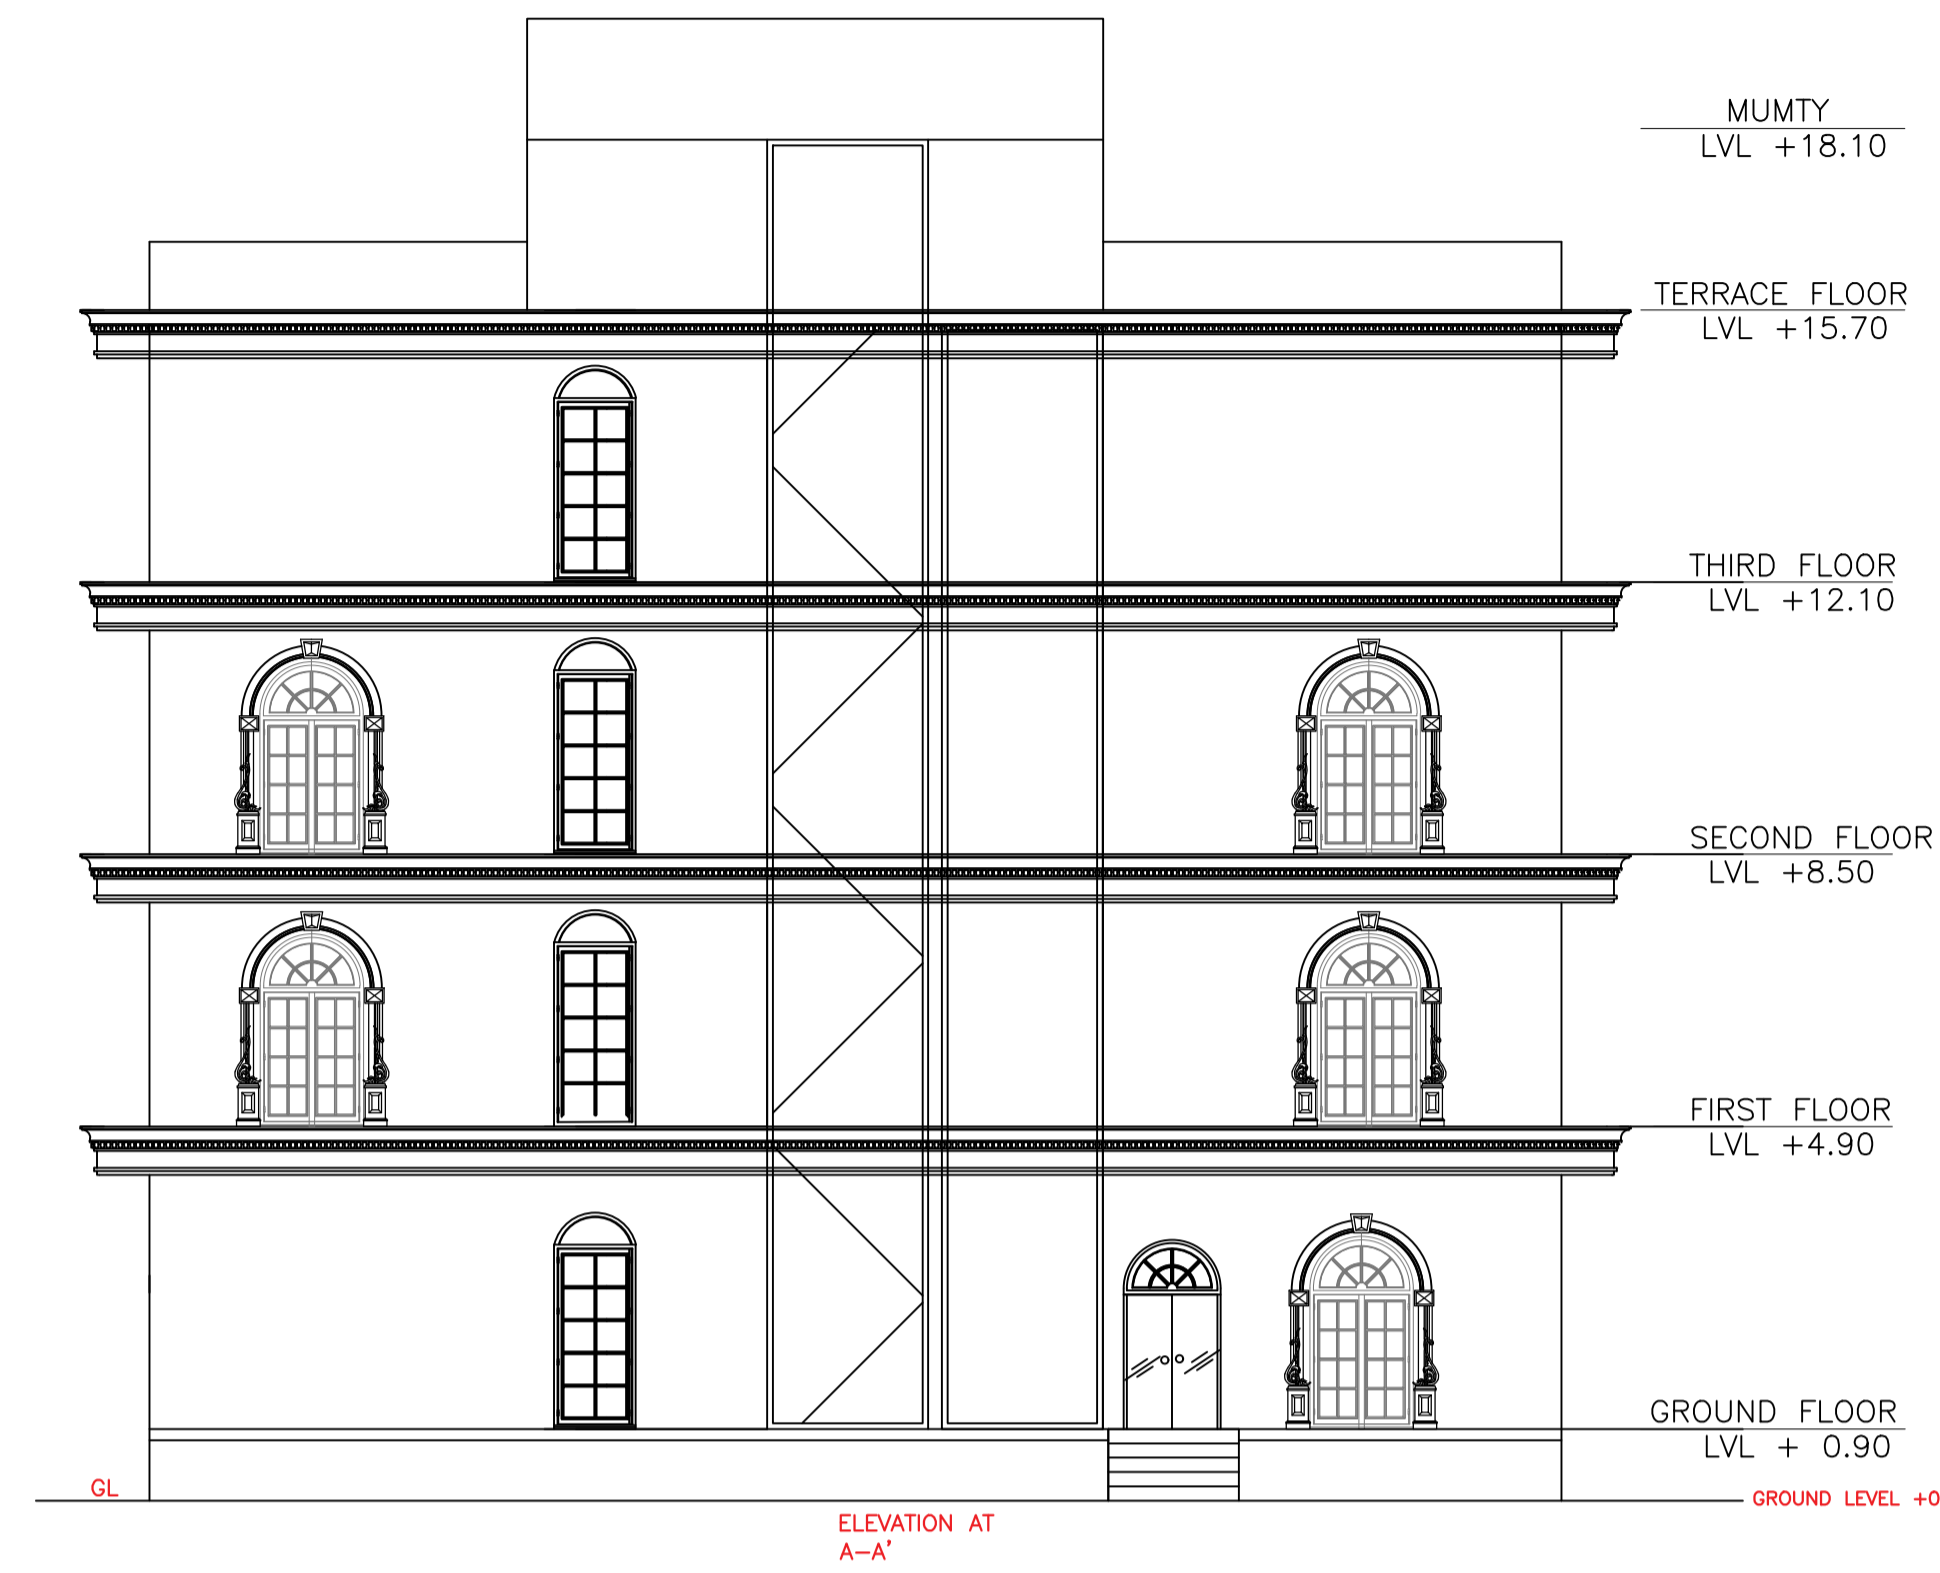 MUMTY
LVL +18.10
TERRACE FLOOR
LVL +15.70
THIRD FLOOR
LVL +12.10
SECOND FLOOR
LVL +8.50
FIRST FLOOR
LVL +4.90
GROUND FLOOR
LVL + 0.90
GL
GROUND LEVEL +0
ELEVATION AT
A-A'